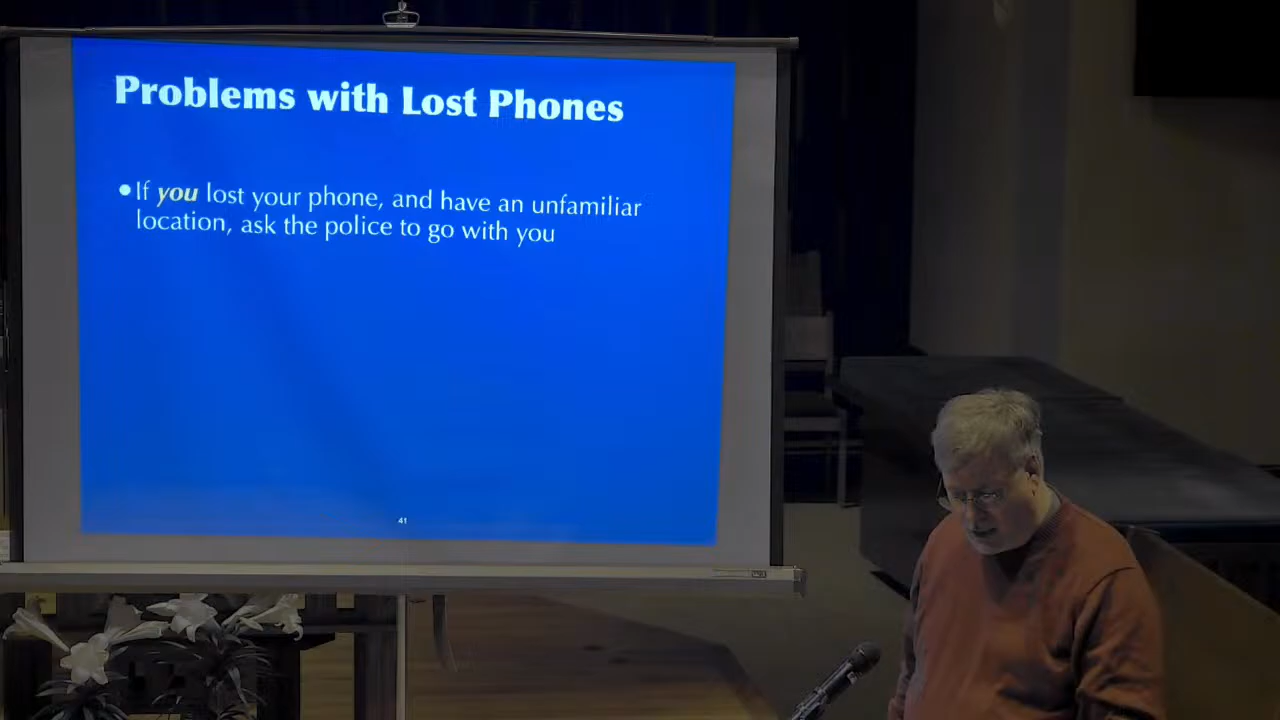 Problems with Lost Phones
•If you lost your phone, and have an unfamiliar
location, ask the police to go with you
41